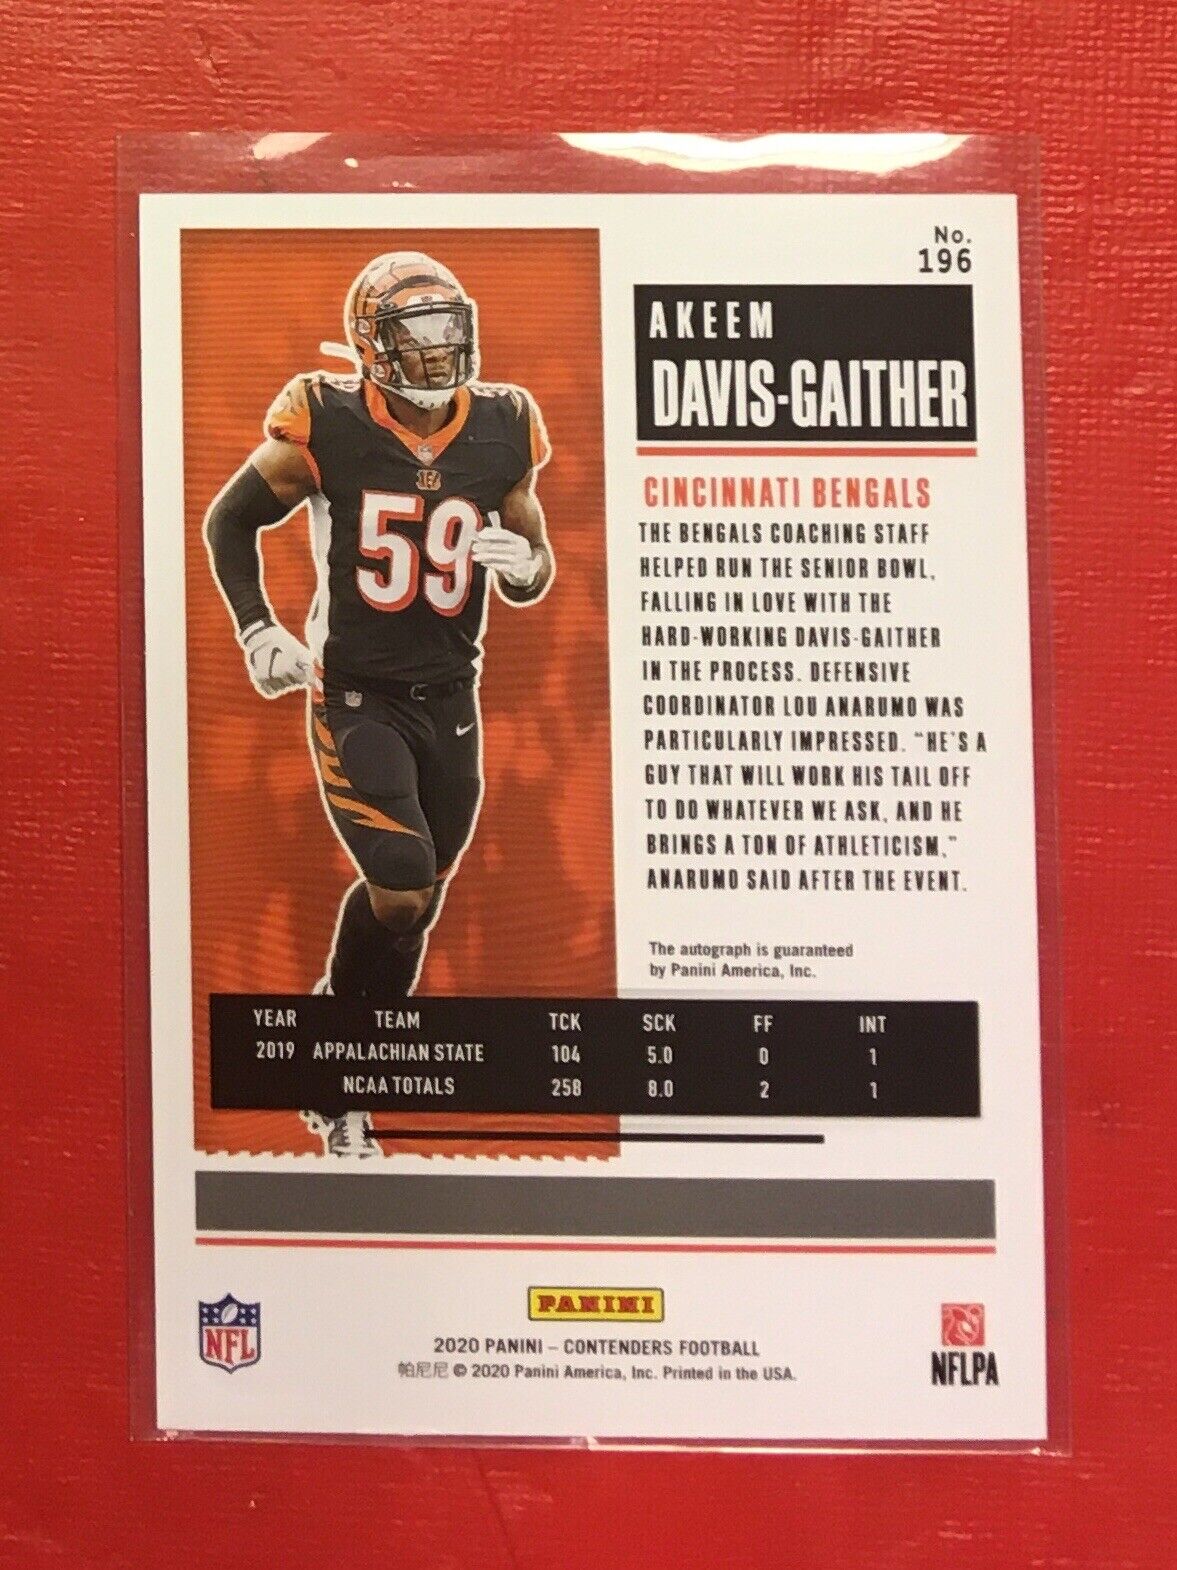 No.
196
AKEEM
DAVIS-GAITHER
CINCINNATI BENGALS
THE BENGALS COACHING STAFF
HELPED RUN THE SENIOR BOWL,
FALLING IN LOVE WITH THE
HARD-WORKING DAVIS-GAITHER
IN THE PROCESS. DEFENSIVE
COORDINATOR LOU ANARUMO WAS
PARTICULARLY IMPRESSED. "HE'S A
GUY THAT WILL WORK HIS TAIL OFF
TO DO WHATEVER WE ASK, AND HE
BRINGS A TON OF ATHLETICISM,"
ANARUMO SAID AFTER THE EVENT.
59
The autograph is guaranteed
by Panini America, Inc.
YEAR TEAM TCK SCK FF INT
2019 APPALACHIAN STATE 104 5.0 0 1
NCAA TOTALS 258 8.0 2 1
NFL
PANINI
2020 PANINI – CONTENDERS FOOTBALL
帕尼尼 © 2020 Panini America, Inc. Printed in the USA.
NFLPA